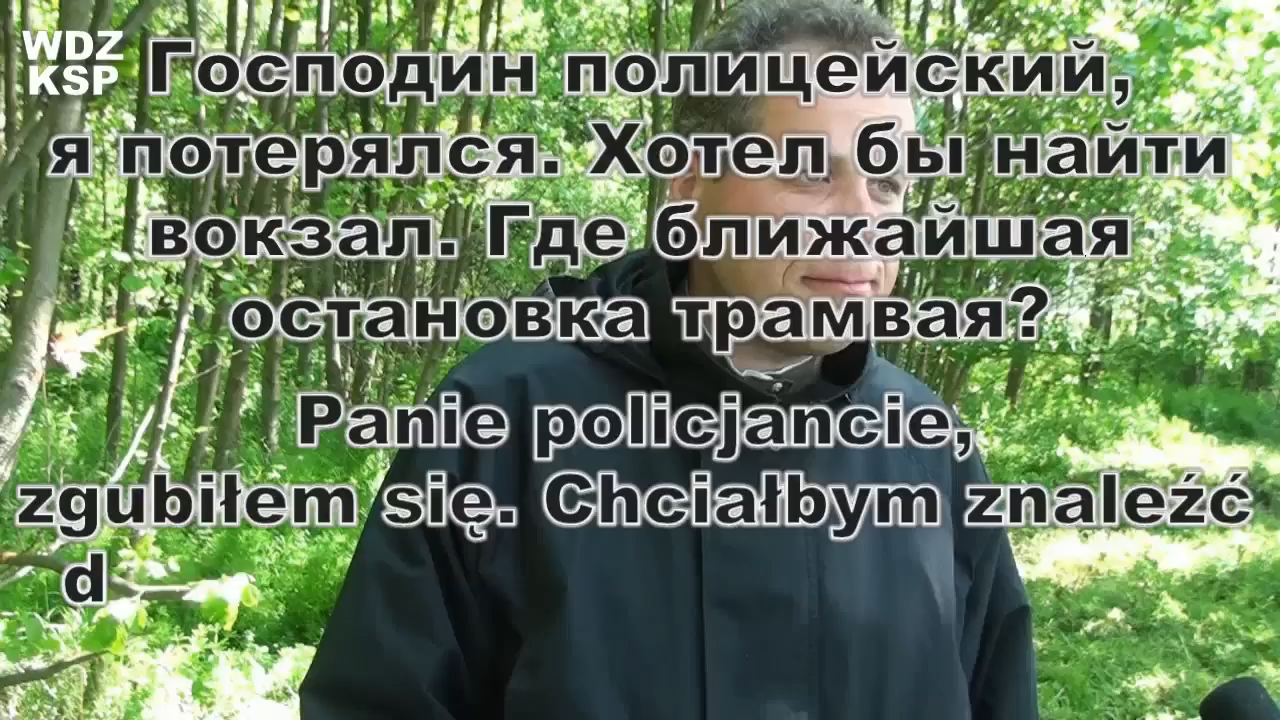 WDZ
KSP
Господин полицейский,
я потерялся. Хотел бы найти
вокзал. Где ближайшая
остановка трамвая?
Panie policjancie,
zgubiłem się. Chciałbym znaleźć
d